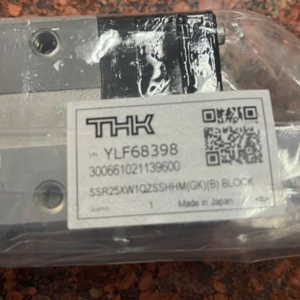 THK
YLF68398
300661021139600
SSR25XW1QZSSHHM(GK)(B) BLOCK
1 Made in Japan